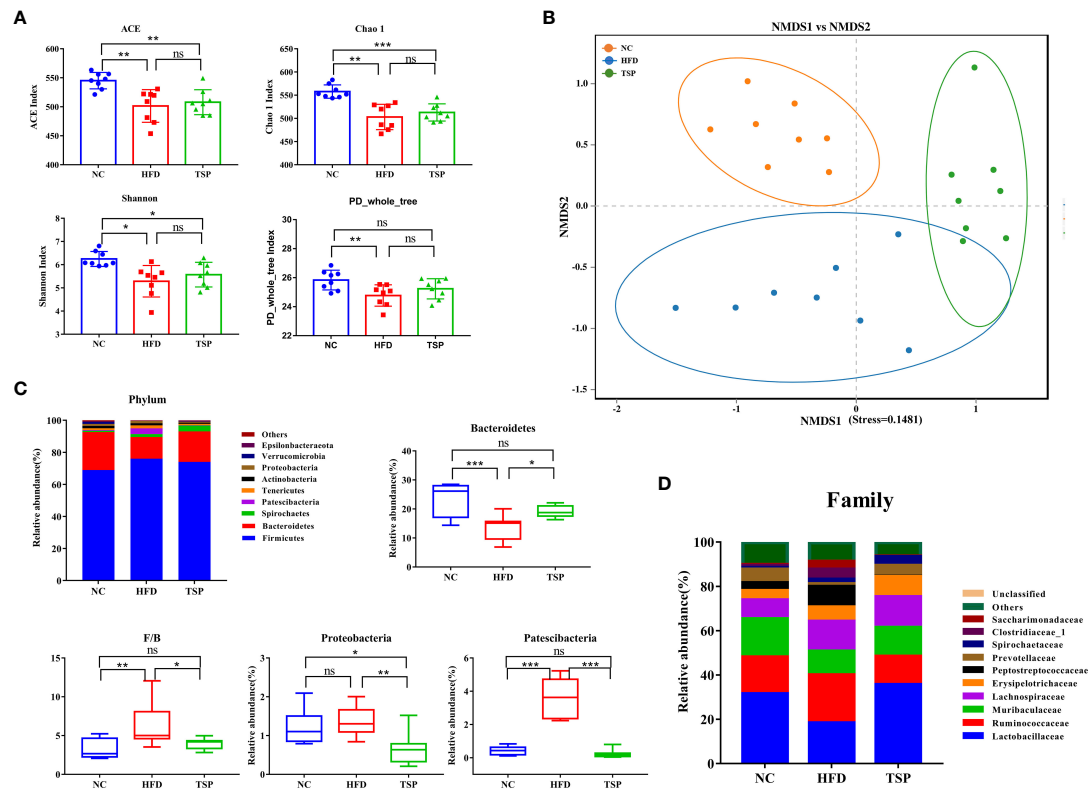 A
ACE
ACE Index
600
550
500
450
400
**
**
ns
NC HFD TSP
Chao 1
Chao 1 Index
650
600
550
500
450
400
***
**
ns
NC HFD TSP
Shannon
Shannon Index
8
7
6
5
4
3
*
*
ns
NC HFD TSP
PD_whole_tree
PD_whole_tree Index
30
28
26
24
22
ns
**
ns
NC HFD TSP
B
NMDS1 vs NMDS2
NC
HFD
TSP
NMDS2
1.0
0.5
0.0
-0.5
-1.0
-1.5
-2 -1 0 1
NMDS1 (Stress=0.1481)
C
Phylum
Relative abundance(%)
100
80
60
40
20
0
NC HFD TSP
Others
Epsilonbacteraeota
Verrucomicrobia
Proteobacteria
Actinobacteria
Tenericutes
Patescibacteria
Spirochaetes
Bacteroidetes
Firmicutes
Bacteroidetes
Relative abundance(%)
40
30
20
10
0
ns
***
*
NC HFD TSP
F/B
15
10
5
0
ns
**
*
NC HFD TSP
Proteobacteria
Relative abundance(%)
3
2
1
0
*
ns
**
NC HFD TSP
Patescibacteria
Relative abundance(%)
6
4
2
0
ns
***
***
NC HFD TSP
D
Family
Relative abundance(%)
100
80
60
40
20
0
NC HFD TSP
Unclassified
Others
Saccharimonadaceae
Clostridiaceae_1
Spirochaetaceae
Prevotellaceae
Peptostreptococcaceae
Erysipelotrichaceae
Lachnospiraceae
Muribaculaceae
Ruminococcaceae
Lactobacillaceae